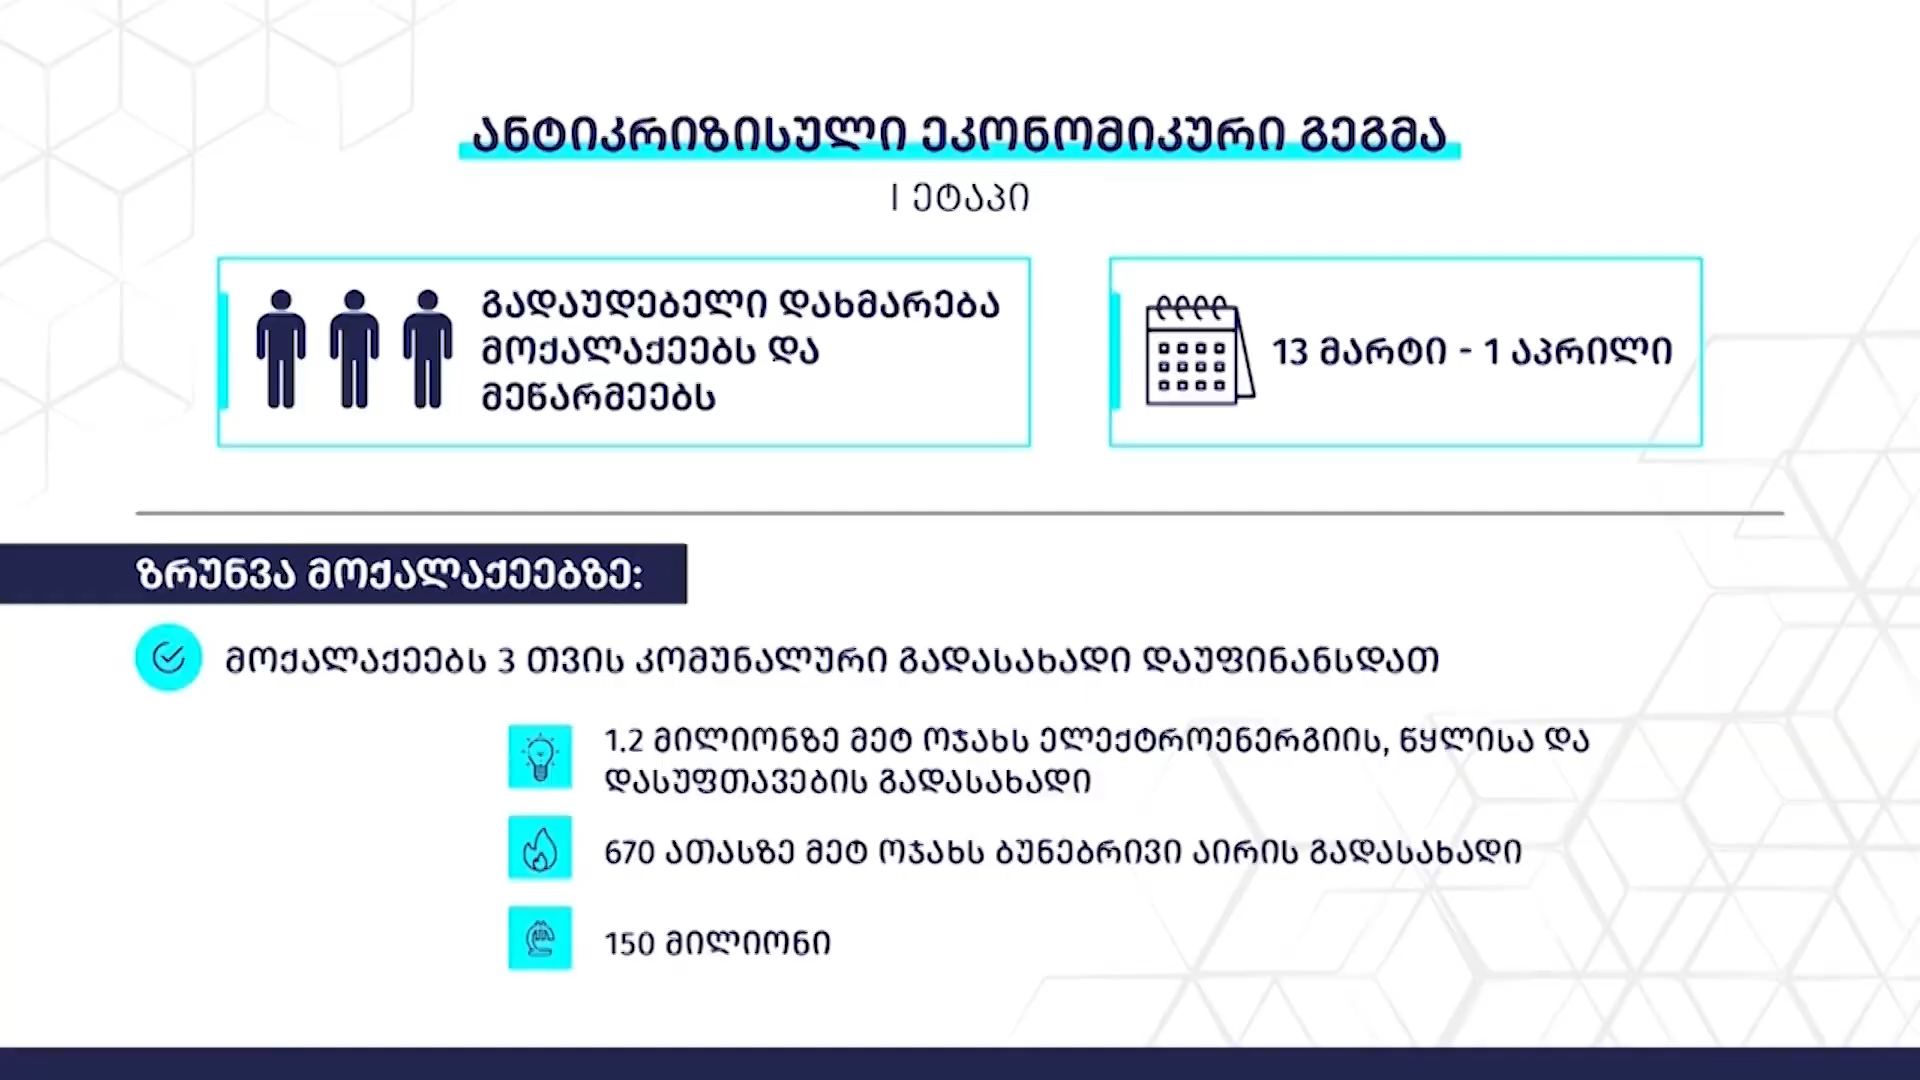 ანტიკრიზისული ეკონომიკური გეგმა
I ეტაპი
გადაუდებელი დახმარება
მოქალაქეებს და
მეწარმეებს
13 მარტი - 1 აპრილი
ზრუნვა მოქალაქეებზე:
მოქალაქეებს 3 თვის კომუნალური გადასახადი დაუფინანსდათ
1.2 მილიონზე მეტ ოჯახს ელექტროენერგიის, წყლისა და
დასუფთავების გადასახადი
670 ათასზე მეტ ოჯახს ბუნებრივი აირის გადასახადი
150 მილიონი